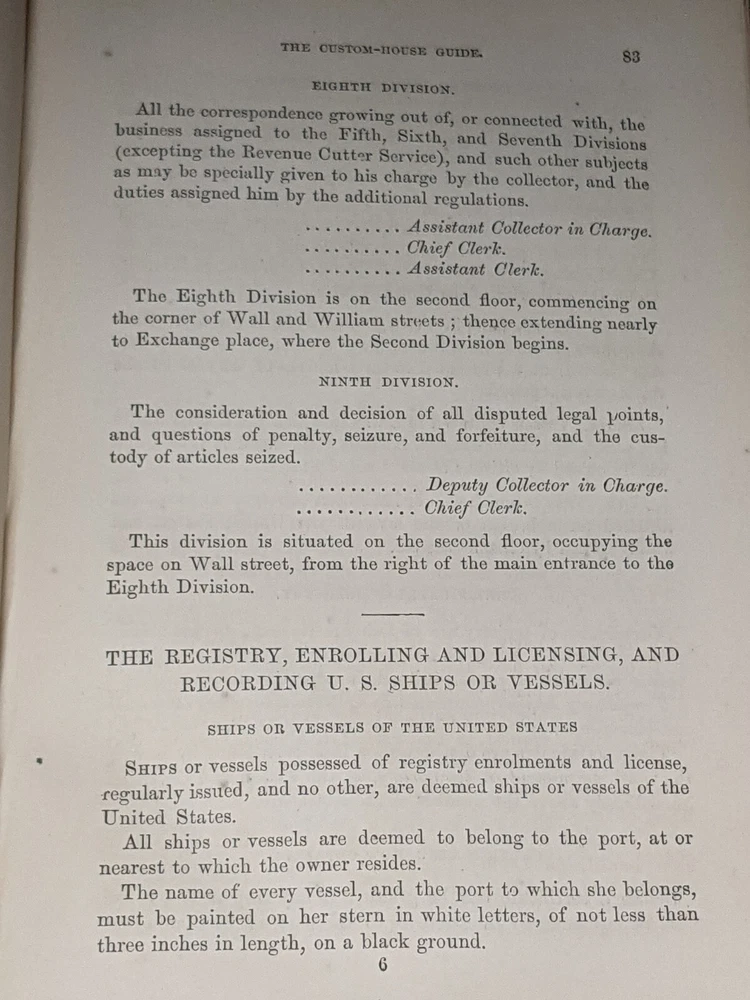 THE CUSTOM-HOUSE GUIDE. 83
EIGHTH DIVISION.
All the correspondence growing out of, or connected with, the
business assigned to the Fifth, Sixth, and Seventh Divisions
(excepting the Revenue Cutter Service), and such other subjects
as may be specially given to his charge by the collector, and the
duties assigned him by the additional regulations.
.......... Assistant Collector in Charge.
.......... Chief Clerk.
.......... Assistant Clerk.
The Eighth Division is on the second floor, commencing on
the corner of Wall and William streets ; thence extending nearly
to Exchange place, where the Second Division begins.
NINTH DIVISION.
The consideration and decision of all disputed legal points,
and questions of penalty, seizure, and forfeiture, and the cus-
tody of articles seized.
............ Deputy Collector in Charge.
............ Chief Clerk.
This division is situated on the second floor, occupying the
space on Wall street, from the right of the main entrance to the
Eighth Division.
THE REGISTRY, ENROLLING AND LICENSING, AND
RECORDING U. S. SHIPS OR VESSELS.
SHIPS OR VESSELS OF THE UNITED STATES
SHIPS or vessels possessed of registry enrolments and license,
regularly issued, and no other, are deemed ships or vessels of the
United States.
All ships or vessels are deemed to belong to the port, at or
nearest to which the owner resides.
The name of every vessel, and the port to which she belongs,
must be painted on her stern in white letters, of not less than
three inches in length, on a black ground.
6